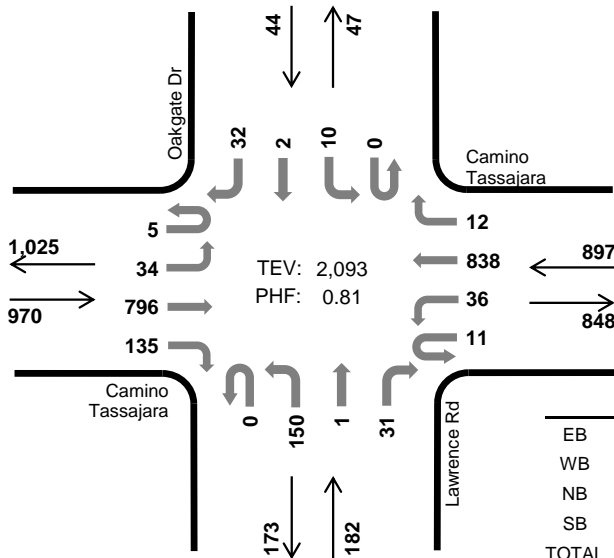 44
47
Oakgate Dr
32
2
10
0
Camino
Tassajara
5
12
1,025
34
TEV: 2,093
838
897
970
796
PHF: 0.81
36
848
135
11
Camino
Tassajara
0
150
1
31
Lawrence Rd
173
182
EB
WB
NB
SB
TOTAL